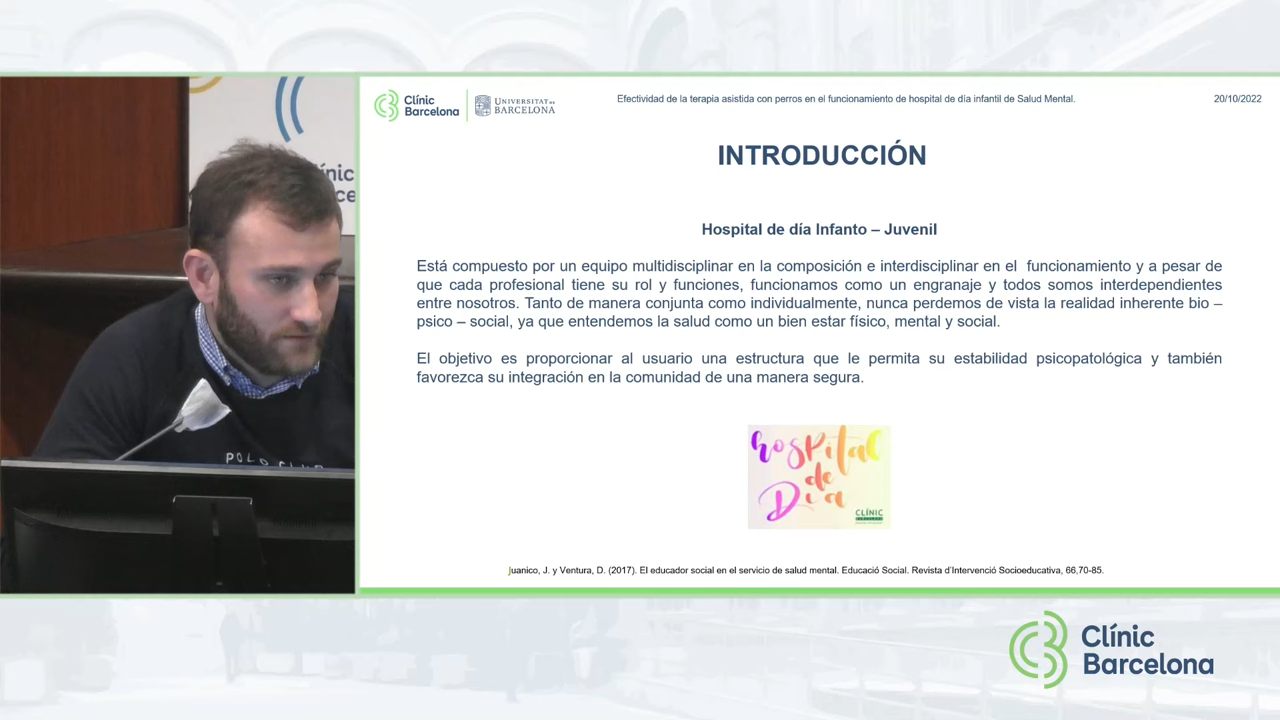 Clínic
Barcelona
UNIVERSITAT DE
BARCELONA
Efectividad de la terapia asistida con perros en el funcionamiento de hospital de día infantil de Salud Mental.
20/10/2022
INTRODUCCIÓN
Hospital de día Infanto – Juvenil
Está compuesto por un equipo multidisciplinar en la composición e interdisciplinar en el funcionamiento y a pesar de
que cada profesional tiene su rol y funciones, funcionamos como un engranaje y todos somos interdependientes
entre nosotros. Tanto de manera conjunta como individualmente, nunca perdemos de vista la realidad inherente bio –
psico – social, ya que entendemos la salud como un bien estar físico, mental y social.
El objetivo es proporcionar al usuario una estructura que le permita su estabilidad psicopatológica y también
favorezca su integración en la comunidad de una manera segura.
hospital
de
Dia
CLÍNIC
Juanico, J. y Ventura, D. (2017). El educador social en el servicio de salud mental. Educació Social. Revista d'Intervenció Socioeducativa, 66,70-85.
POLO CLUB
Clínic
Barcelona